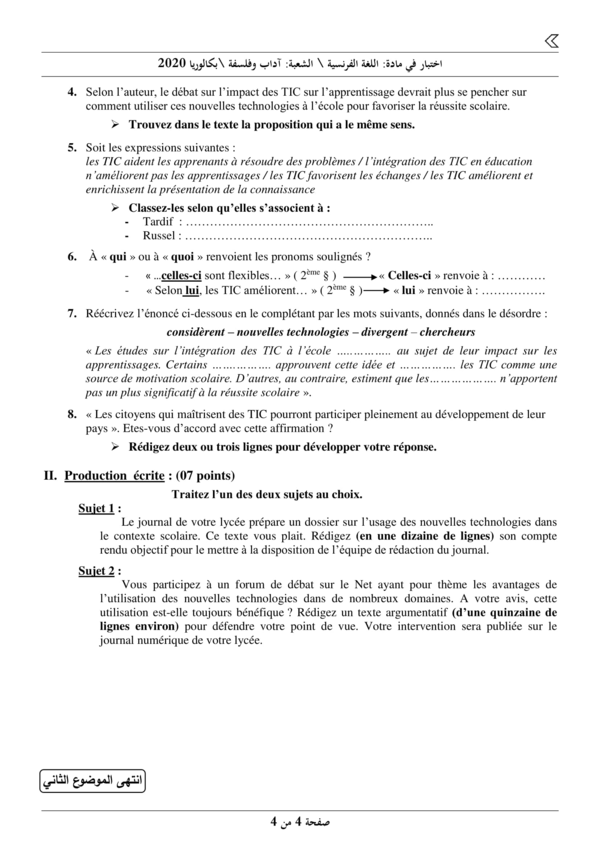 اختبار في مادة: اللغة الفرنسية \ الشعبة: آداب وفلسفة \بكالوريا 2020
4. Selon l'auteur, le débat sur l'impact des TIC sur l'apprentissage devrait plus se pencher sur
comment utiliser ces nouvelles technologies à l'école pour favoriser la réussite scolaire.
➢ Trouvez dans le texte la proposition qui a le même sens.
5. Soit les expressions suivantes :
les TIC aident les apprenants à résoudre des problèmes / l'intégration des TIC en éducation
n'améliorent pas les apprentissages / les TIC favorisent les échanges / les TIC améliorent et
enrichissent la présentation de la connaissance
➢ Classez-les selon qu'elles s'associent à :
- Tardif : ……………………………………………………..
- Russel : ……………………………………………………..
6. À « qui » ou à « quoi » renvoient les pronoms soulignés ?
- « ...celles-ci sont flexibles… » ( 2ème § ) → « Celles-ci » renvoie à : …………
- « Selon lui, les TIC améliorent… » ( 2ème § ) → « lui » renvoie à : …………….
7. Réécrivez l'énoncé ci-dessous en le complétant par les mots suivants, donnés dans le désordre :
considèrent – nouvelles technologies – divergent – chercheurs
« Les études sur l'intégration des TIC à l'école ................. au sujet de leur impact sur les
apprentissages. Certains ……………. approuvent cette idée et ……………. les TIC comme une
source de motivation scolaire. D'autres, au contraire, estiment que les………………. n'apportent
pas un plus significatif à la réussite scolaire ».
8. « Les citoyens qui maîtrisent des TIC pourront participer pleinement au développement de leur
pays ». Etes-vous d'accord avec cette affirmation ?
➢ Rédigez deux ou trois lignes pour développer votre réponse.
II. Production écrite : (07 points)
Traitez l'un des deux sujets au choix.
Sujet 1 :
Le journal de votre lycée prépare un dossier sur l'usage des nouvelles technologies dans
le contexte scolaire. Ce texte vous plait. Rédigez (en une dizaine de lignes) son compte
rendu objectif pour le mettre à la disposition de l'équipe de rédaction du journal.
Sujet 2 :
Vous participez à un forum de débat sur le Net ayant pour thème les avantages de
l'utilisation des nouvelles technologies dans de nombreux domaines. A votre avis, cette
utilisation est-elle toujours bénéfique ? Rédigez un texte argumentatif (d'une quinzaine de
lignes environ) pour défendre votre point de vue. Votre intervention sera publiée sur le
journal numérique de votre lycée.
انتهى الموضوع الثاني
صفحة 4 من 4